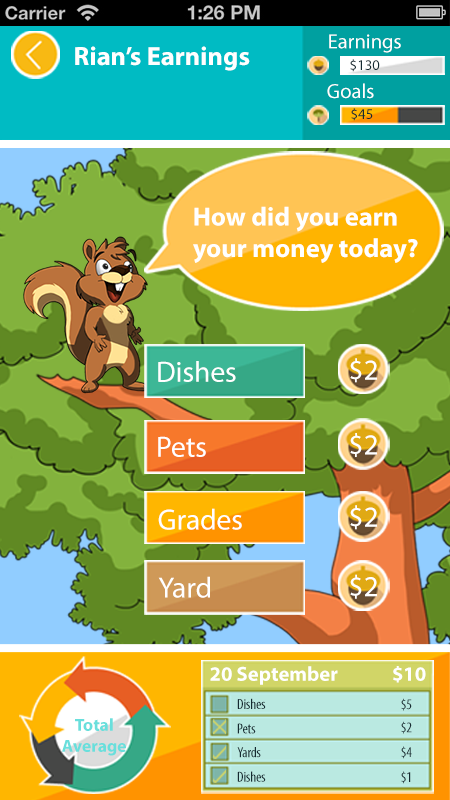 Carrier 1:26 PM
Rian's Earnings
Earnings
$130
Goals
$45
How did you earn
your money today?
Dishes $2
Pets $2
Grades $2
Yard $2
Total
Average
20 September $10
Dishes $5
Pets $2
Yards $4
Dishes $1